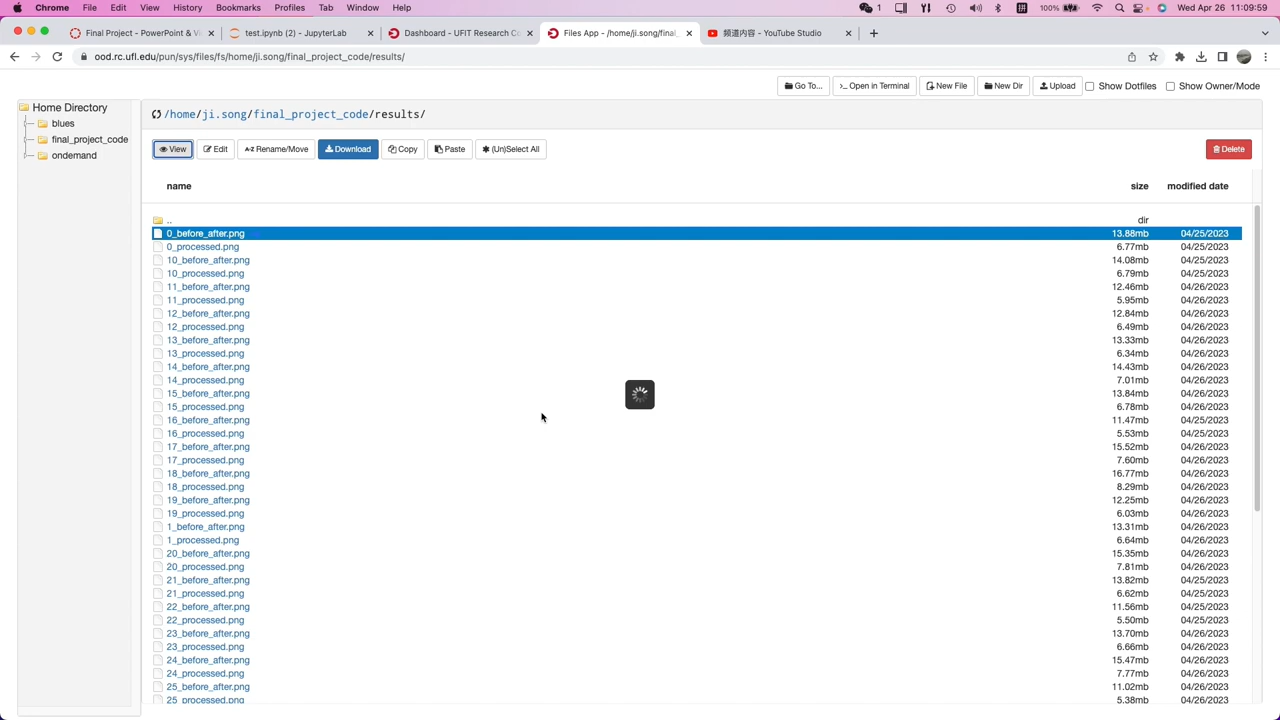 Chrome File Edit View History Bookmarks Profiles Tab Window Help 1 100% Wed Apr 26 11:09:59
Final Project - PowerPoint & Vi test.ipynb (2) - JupyterLab Dashboard - UFIT Research Co Files App - /home/ji.song/final_ 频道内容 - YouTube Studio
ood.rc.ufl.edu/pun/sys/files/fs/home/ji.song/final_project_code/results/
Go To... >_ Open in Terminal New File New Dir Upload Show Dotfiles Show Owner/Mode
Home Directory
blues
final_project_code
ondemand
/home/ji.song/final_project_code/results/
View Edit A-Z Rename/Move Download Copy Paste (Un)Select All Delete
name size modified date
.. dir
0_before_after.png 13.88mb 04/25/2023
0_processed.png 6.77mb 04/25/2023
10_before_after.png 14.08mb 04/25/2023
10_processed.png 6.79mb 04/25/2023
11_before_after.png 12.46mb 04/26/2023
11_processed.png 5.95mb 04/26/2023
12_before_after.png 12.84mb 04/26/2023
12_processed.png 6.49mb 04/26/2023
13_before_after.png 13.33mb 04/26/2023
13_processed.png 6.34mb 04/26/2023
14_before_after.png 14.43mb 04/26/2023
14_processed.png 7.01mb 04/26/2023
15_before_after.png 13.84mb 04/26/2023
15_processed.png 6.78mb 04/26/2023
16_before_after.png 11.47mb 04/25/2023
16_processed.png 5.53mb 04/26/2023
17_before_after.png 15.52mb 04/26/2023
17_processed.png 7.60mb 04/26/2023
18_before_after.png 16.77mb 04/26/2023
18_processed.png 8.29mb 04/26/2023
19_before_after.png 12.25mb 04/26/2023
19_processed.png 6.03mb 04/26/2023
1_before_after.png 13.31mb 04/26/2023
1_processed.png 6.64mb 04/26/2023
20_before_after.png 15.35mb 04/26/2023
20_processed.png 7.81mb 04/26/2023
21_before_after.png 13.82mb 04/25/2023
21_processed.png 6.62mb 04/25/2023
22_before_after.png 11.56mb 04/25/2023
22_processed.png 5.50mb 04/25/2023
23_before_after.png 13.70mb 04/26/2023
23_processed.png 6.66mb 04/26/2023
24_before_after.png 15.47mb 04/26/2023
24_processed.png 7.77mb 04/26/2023
25_before_after.png 11.02mb 04/26/2023
25_processed.png 5.38mb 04/26/2023